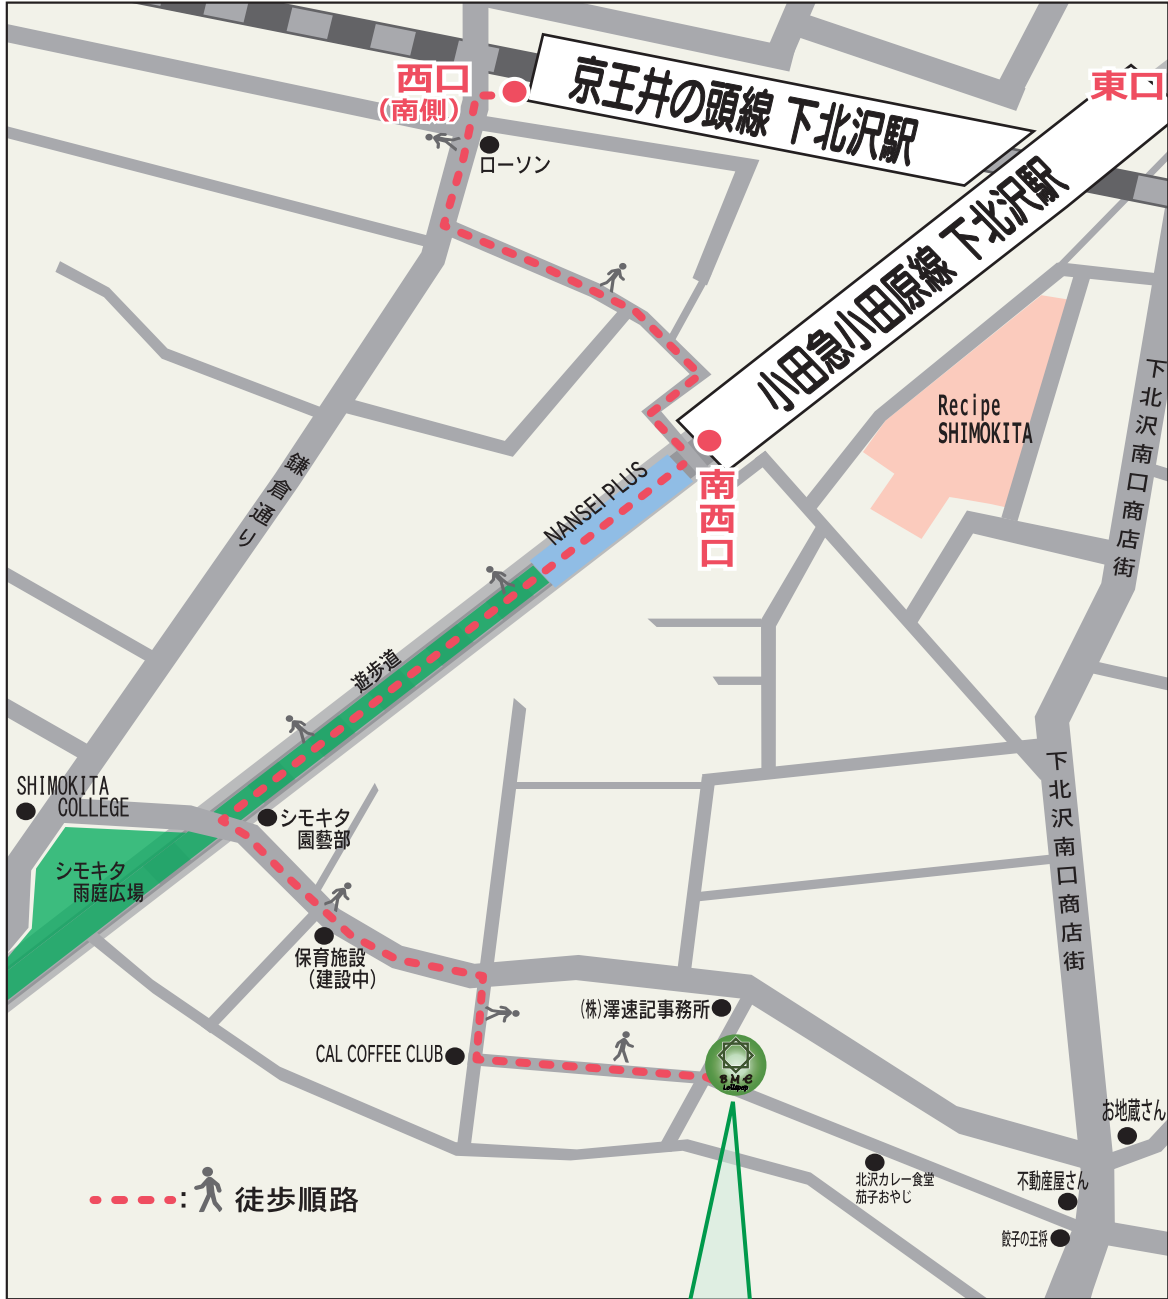 西口
（南側）
京王井の頭線 下北沢駅
東口
ローソン
小田急小田原線 下北沢駅
Recipe
SHIMOKITA
下北沢南口商店街
鎌倉通り
NANSEI PLUS
南西口
遊歩道
SHIMOKITA
COLLEGE
シモキタ
園藝部
シモキタ
雨庭広場
下北沢南口商店街
保育施設
（建設中）
(株)澤速記事務所
CAL COFFEE CLUB
BMC
Lollipop
お地蔵さん
北沢カレー食堂
茄子おやじ
不動産屋さん
餃子の王将
：徒歩順路